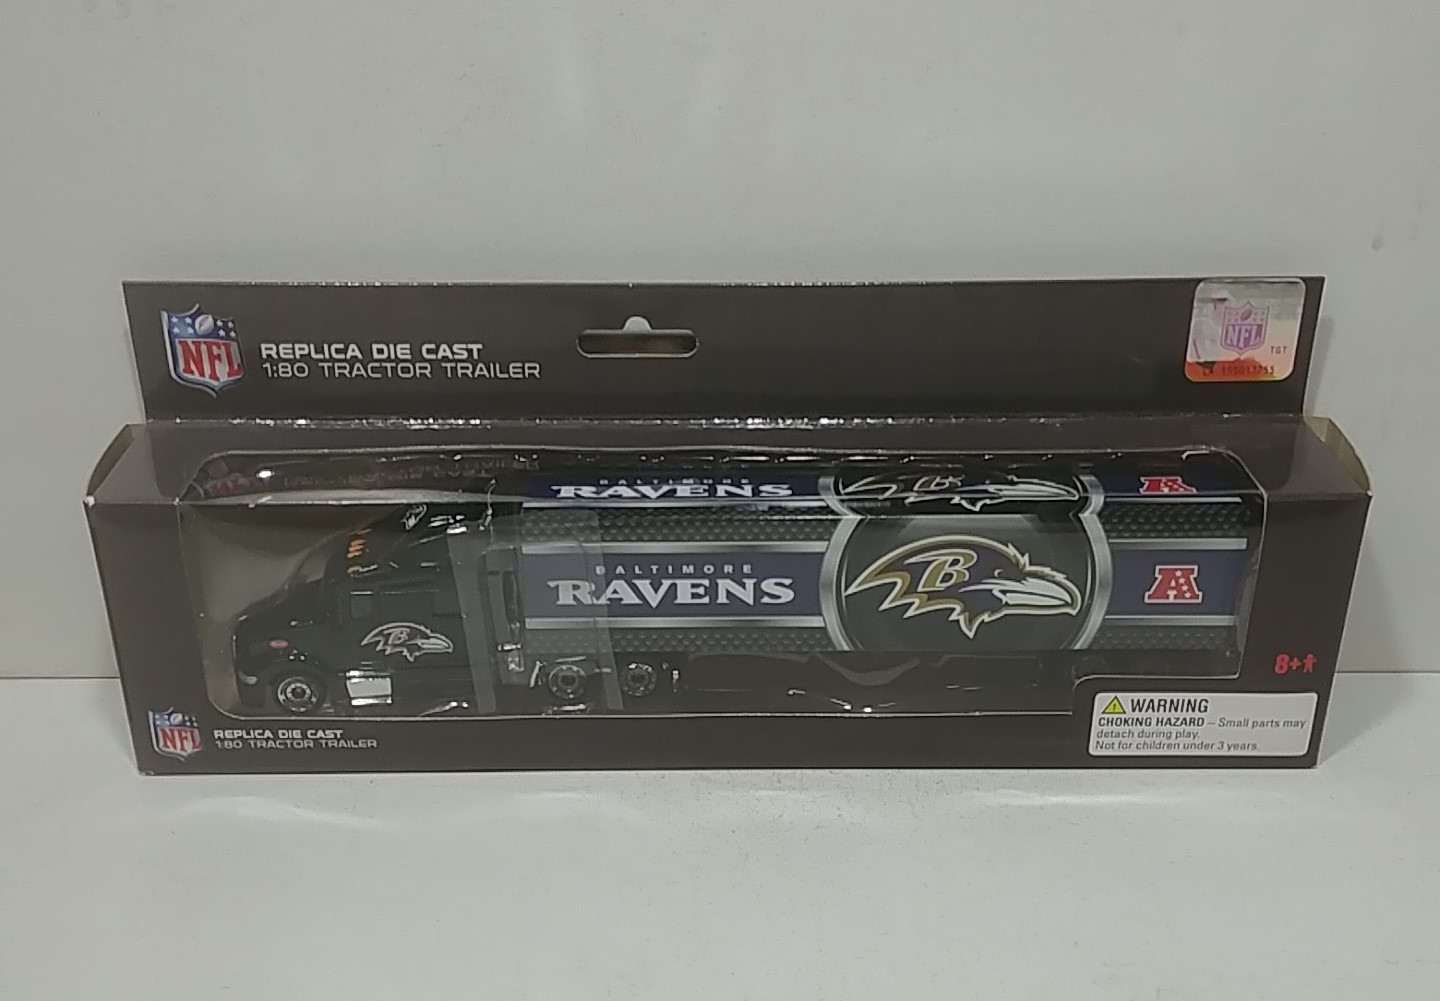 NFL
REPLICA DIE CAST
1:80 TRACTOR TRAILER
NFL
TGT
BALTIMORE
RAVENS
BALTIMORE
RAVENS
B
A
B
8+
WARNING
CHOKING HAZARD – Small parts may
detach during play.
Not for children under 3 years.
NFL
REPLICA DIE CAST
1:80 TRACTOR TRAILER